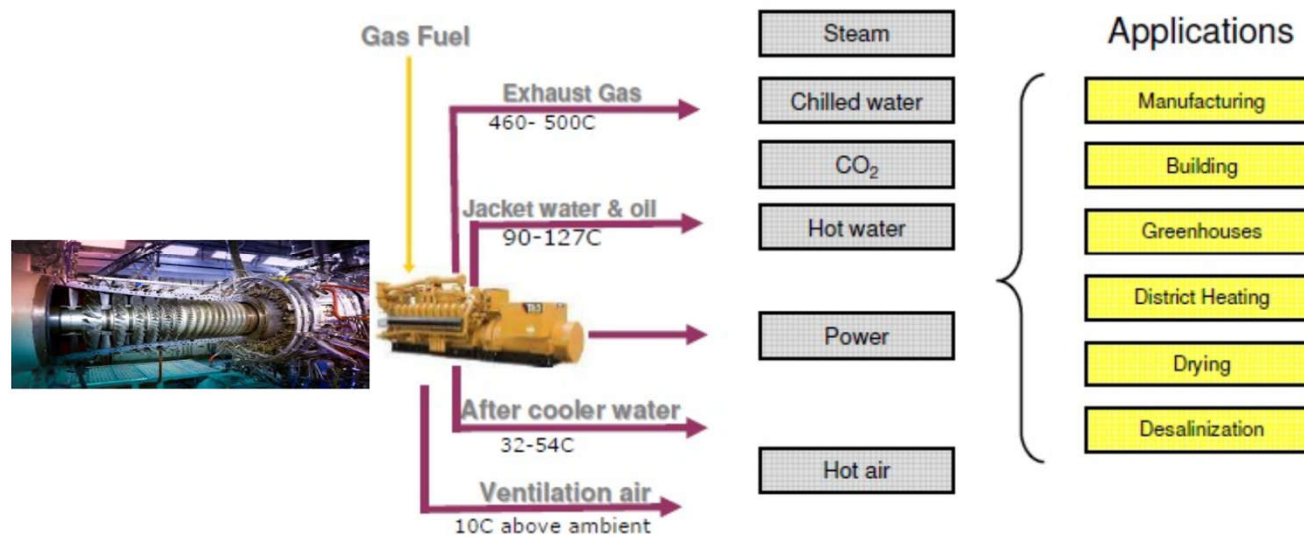 Gas Fuel
Exhaust Gas
460- 500C
Jacket water & oil
90-127C
After cooler water
32-54C
Ventilation air
10C above ambient
Steam
Chilled water
CO₂
Hot water
Power
Hot air
Applications
Manufacturing
Building
Greenhouses
District Heating
Drying
Desalinization